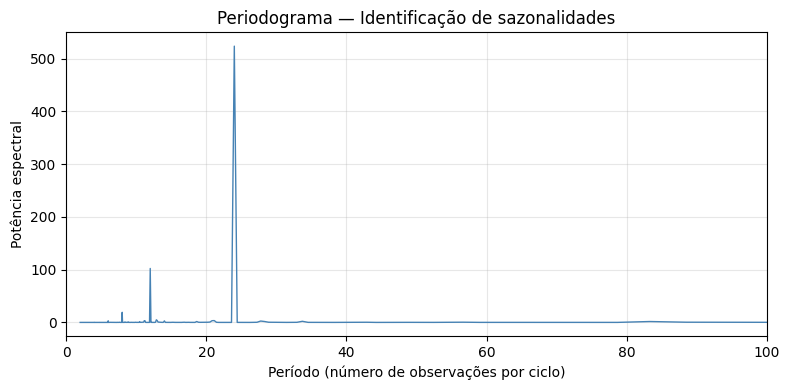 Periodograma — Identificação de sazonalidades
Potência espectral
500
400
300
200
100
0
0 20 40 60 80 100
Período (número de observações por ciclo)